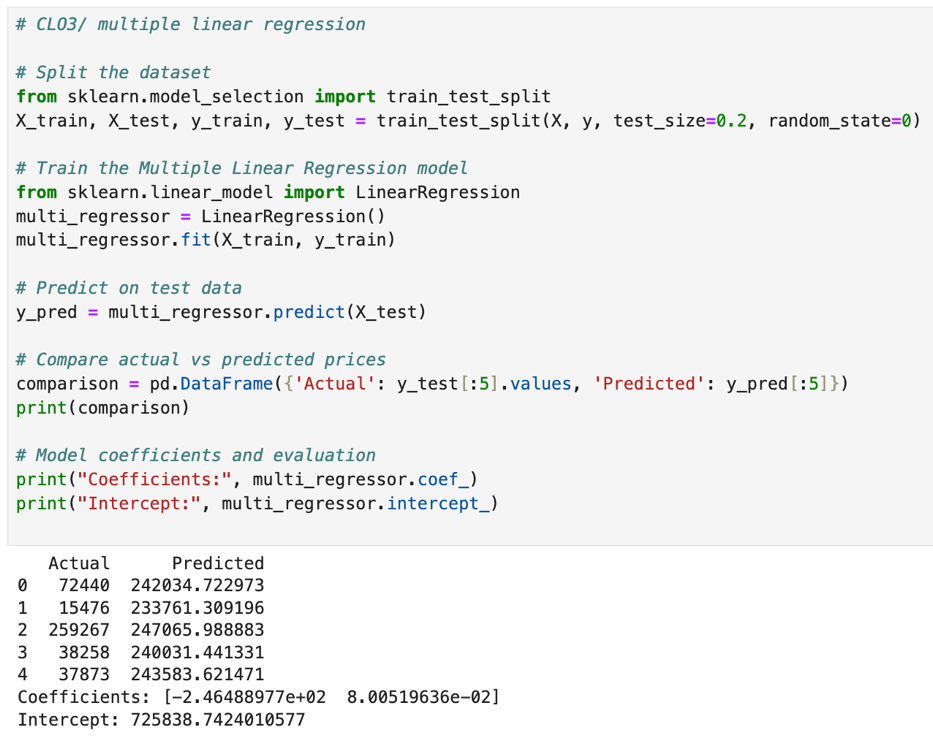 # CLO3/ multiple linear regression
# Split the dataset
from sklearn.model_selection import train_test_split
X_train, X_test, y_train, y_test = train_test_split(X, y, test_size=0.2, random_state=0)
# Train the Multiple Linear Regression model
from sklearn.linear_model import LinearRegression
multi_regressor = LinearRegression()
multi_regressor.fit(X_train, y_train)
# Predict on test data
y_pred = multi_regressor.predict(X_test)
# Compare actual vs predicted prices
comparison = pd.DataFrame({'Actual': y_test[:5].values, 'Predicted': y_pred[:5]})
print(comparison)
# Model coefficients and evaluation
print("Coefficients:", multi_regressor.coef_)
print("Intercept:", multi_regressor.intercept_)
Actual Predicted
0 72440 242034.722973
1 15476 233761.309196
2 259267 247065.988883
3 38258 240031.441331
4 37873 243583.621471
Coefficients: [-2.46488977e+02 8.00519636e-02]
Intercept: 725838.7424010577